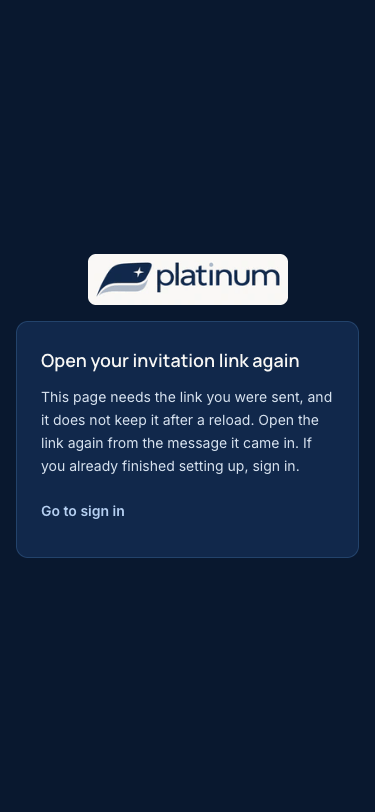 platinum
Open your invitation link again
This page needs the link you were sent, and
it does not keep it after a reload. Open the
link again from the message it came in. If
you already finished setting up, sign in.
Go to sign in